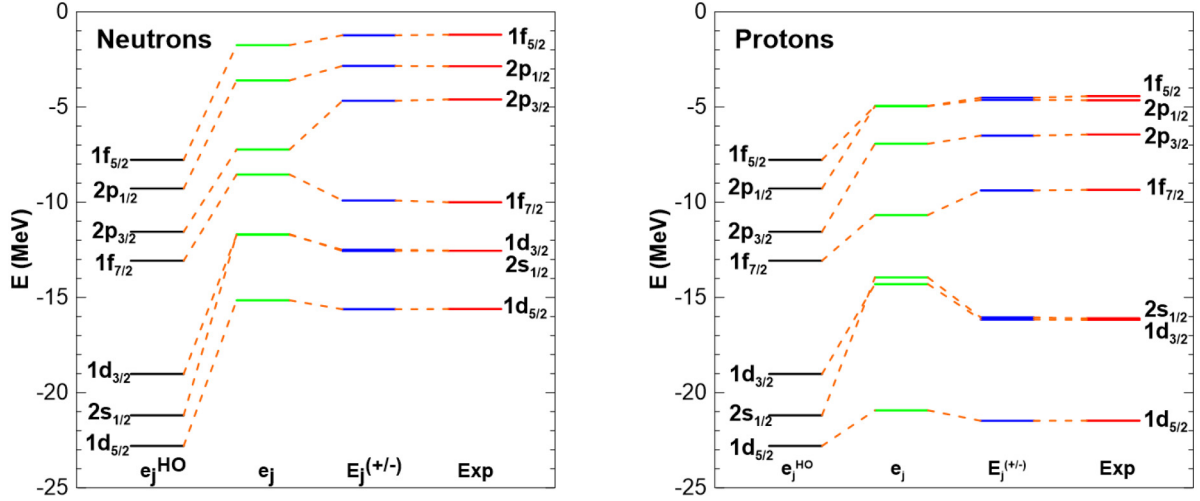 Neutrons
E (MeV)
0
-5
-10
-15
-20
-25
1f5/2
2p1/2
2p3/2
1f7/2
1d3/2
2s1/2
1d5/2
1f5/2
2p1/2
2p3/2
1f7/2
1d3/2
2s1/2
1d5/2
ejHO ej Ej(+/-) Exp
Protons
E (MeV)
0
-5
-10
-15
-20
-25
1f5/2
2p1/2
2p3/2
1f7/2
1d3/2
2s1/2
1d5/2
1f5/2
2p1/2
2p3/2
1f7/2
2s1/2
1d3/2
1d5/2
ejHO ej Ej(+/-) Exp